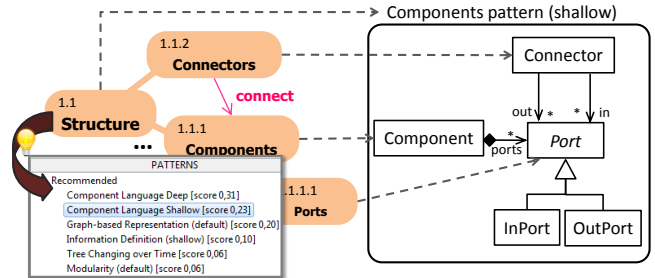 Components pattern (shallow)
1.1.2
Connectors
Connector
connect
1.1
Structure
out
*
*
in
1.1.1
Components
Component
*
ports
Port
...
PATTERNS
Recommended
Component Language Deep [score 0,31]
Component Language Shallow [score 0,23]
Graph-based Representation (default) [score 0,20]
Information Definition (shallow) [score 0,10]
Tree Changing over Time [score 0,06]
Modularity (default) [score 0,06]
.1.1.1
Ports
InPort
OutPort